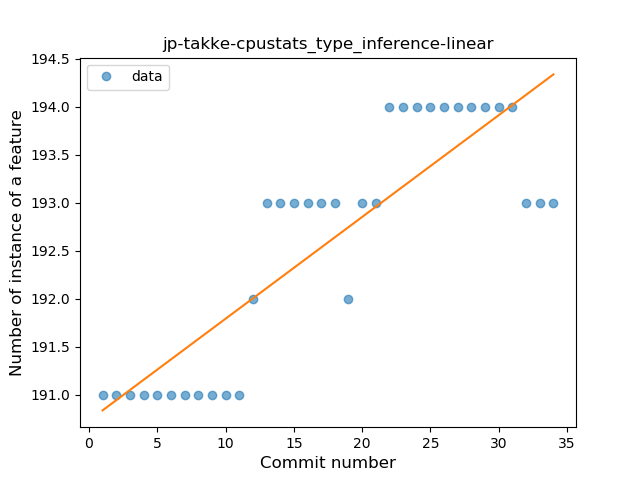 jp-takke-cpustats_type_inference-linear
data
Number of instance of a feature
194.5
194.0
193.5
193.0
192.5
192.0
191.5
191.0
0 5 10 15 20 25 30 35
Commit number